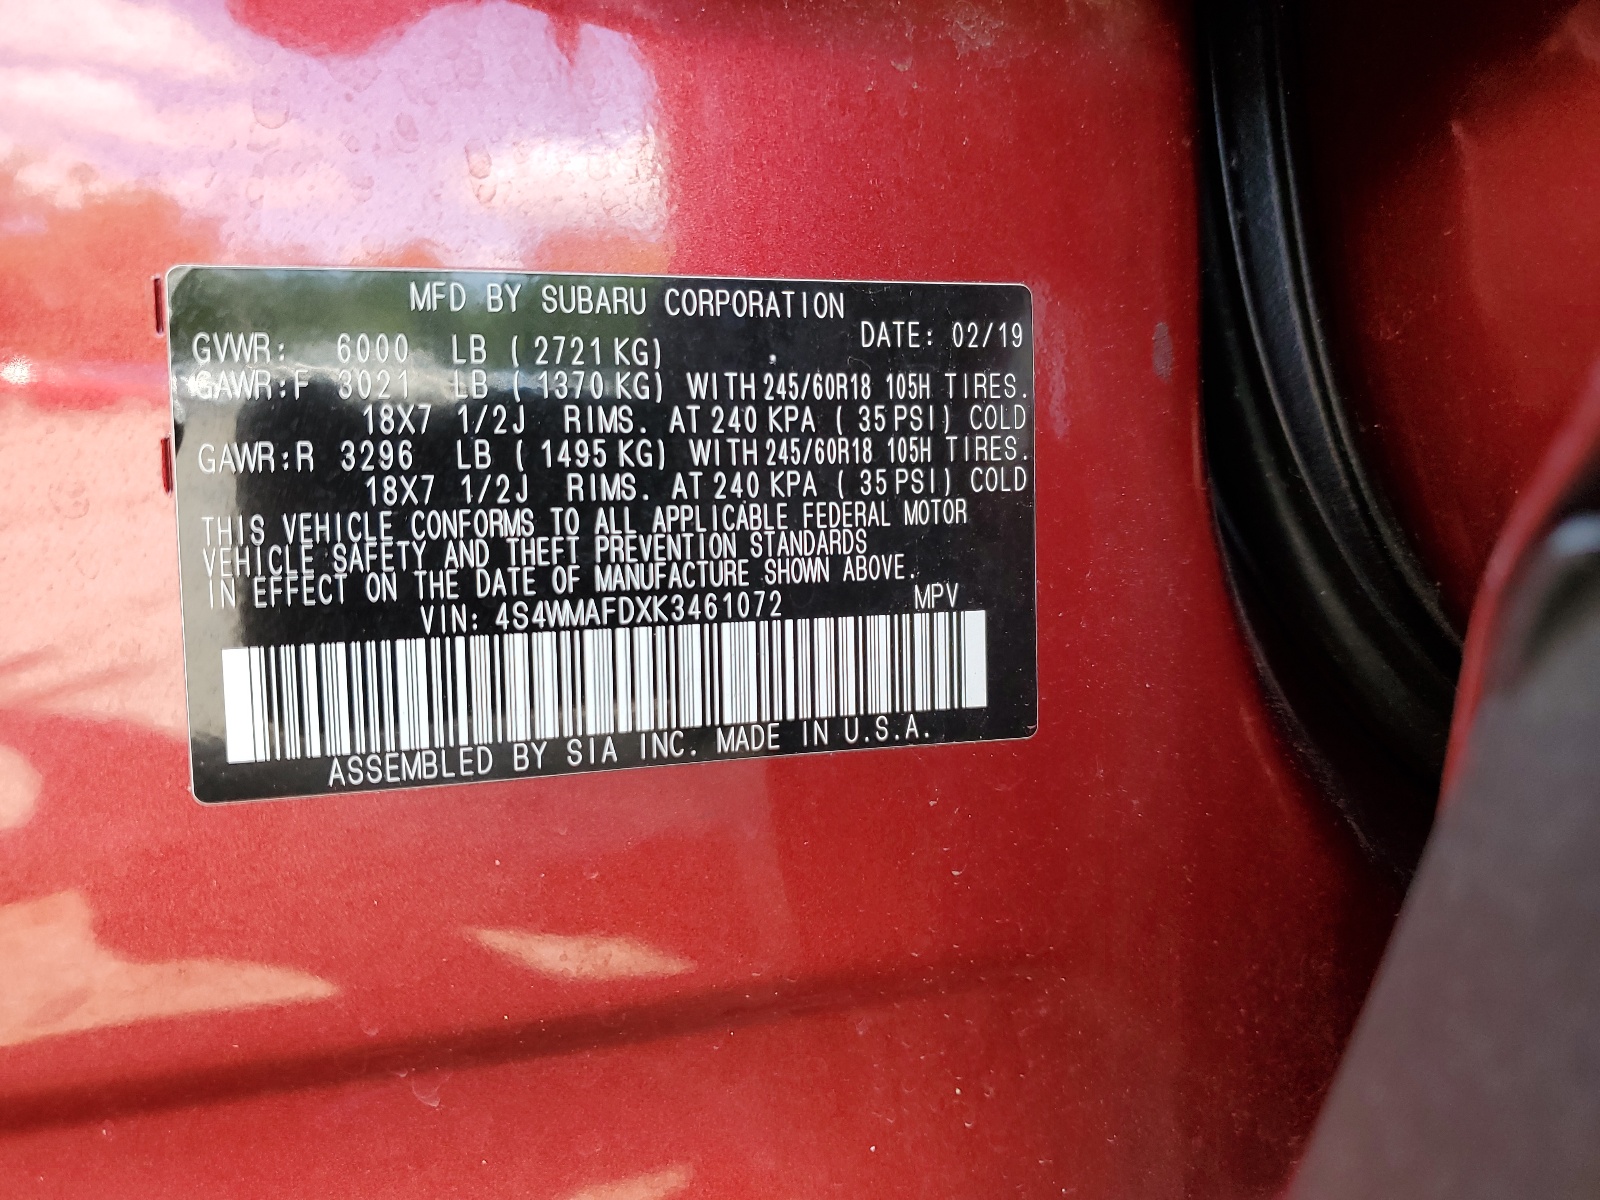 MFD BY SUBARU CORPORATION
DATE: 02/19
GVWR: 6000 LB ( 2721 KG)
GAWR:F 3021 LB ( 1370 KG) WITH 245/60R18 105H TIRES.
18X7 1/2J RIMS. AT 240 KPA ( 35 PSI) COLD
GAWR:R 3296 LB ( 1495 KG) WITH 245/60R18 105H TIRES.
18X7 1/2J RIMS. AT 240 KPA ( 35 PSI) COLD
THIS VEHICLE CONFORMS TO ALL APPLICABLE FEDERAL MOTOR
VEHICLE SAFETY AND THEFT PREVENTION STANDARDS
IN EFFECT ON THE DATE OF MANUFACTURE SHOWN ABOVE.
VIN: 4S4WMAFDXK3461072 MPV
ASSEMBLED BY SIA INC. MADE IN U.S.A.